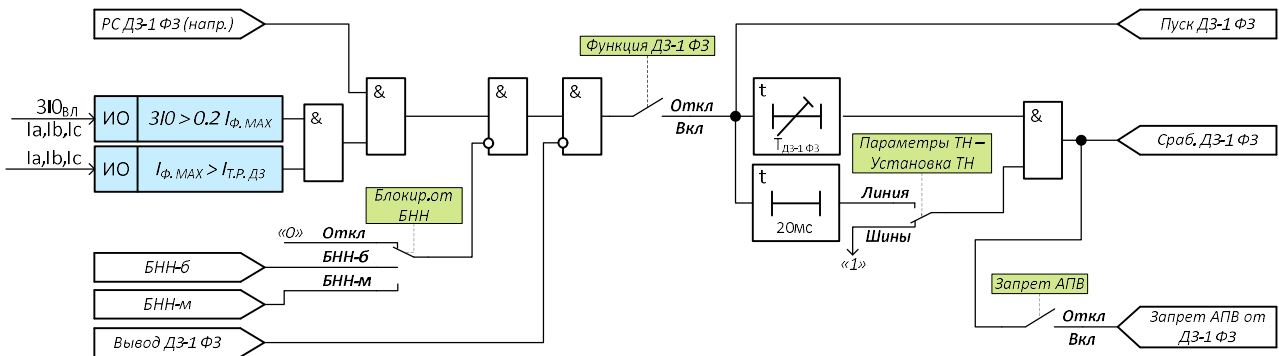 РС ДЗ-1 ФЗ (напр.)
3I0ВЛ
Ia,Ib,Ic
ИО
3I0 > 0.2 IФ. MAX
Ia,Ib,Ic
ИО
IФ. MAX > IТ.Р. ДЗ
&
&
&
&
Блокир.от
БНН
«0»
Откл
БНН-б
БНН-м
БНН-б
БНН-м
Вывод ДЗ-1 ФЗ
Функция ДЗ-1 ФЗ
Откл
Вкл
t
TДЗ-1 ФЗ
t
20мс
Параметры ТН –
Установка ТН
Линия
Шины
«1»
&
Запрет АПВ
Откл
Вкл
Пуск ДЗ-1 ФЗ
Сраб. ДЗ-1 ФЗ
Запрет АПВ от
ДЗ-1 ФЗ